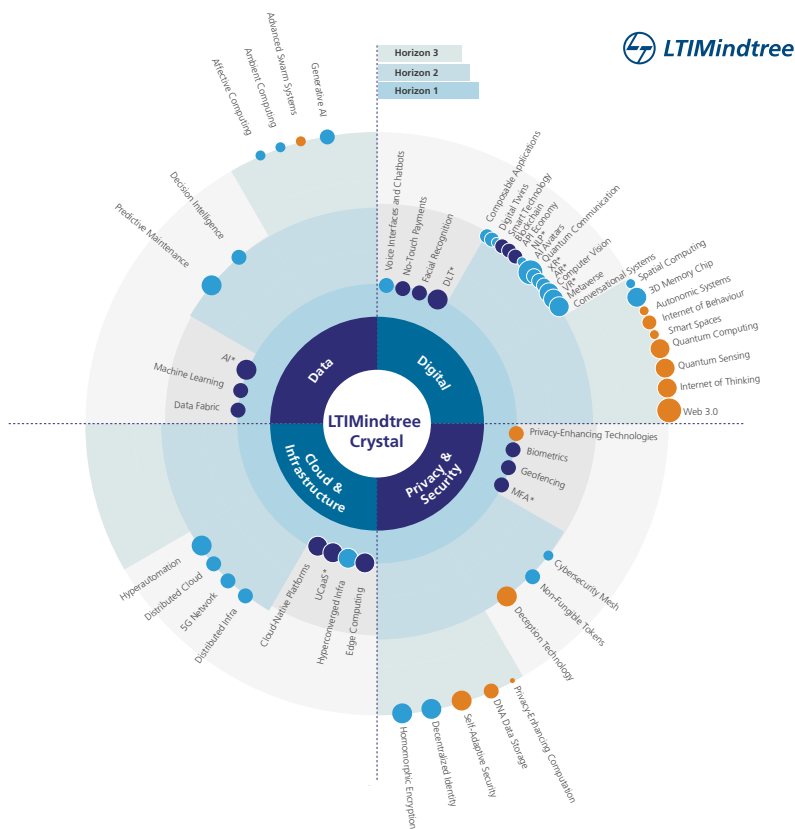 LTIMindtree
Horizon 3
Horizon 2
Horizon 1
Affective Computing
Ambient Computing
Advanced Swarm Systems
Generative AI
Predictive Maintenance
Decision Intelligence
AI*
Machine Learning
Data Fabric
Voice Interfaces and Chatbots
No-Touch Payments
Facial Recognition
DLT*
Composable Applications
Digital Twins
Smart Technology
Blockchain
API Economy
NLP*
Quantum Communication
AI Avatars
XR*
AR*
Computer Vision
VR*
Metaverse
Conversational Systems
Spatial Computing
3D Memory Chip
Autonomic Systems
Internet of Behaviour
Smart Spaces
Quantum Computing
Quantum Sensing
Internet of Thinking
Web 3.0
Data
Digital
LTIMindtree
Crystal
Cloud &
Infrastructure
Privacy &
Security
Privacy-Enhancing Technologies
Biometrics
Geofencing
MFA*
Cybersecurity Mesh
Non-Fungible Tokens
Deception Technology
Privacy-Enhancing Computation
DNA Data Storage
Self-Adaptive Security
Decentralized Identity
Homomorphic Encryption
Edge Computing
Hyperconverged Infra
UCaaS*
Cloud-Native Platforms
Distributed Infra
5G Network
Distributed Cloud
Hyperautomation